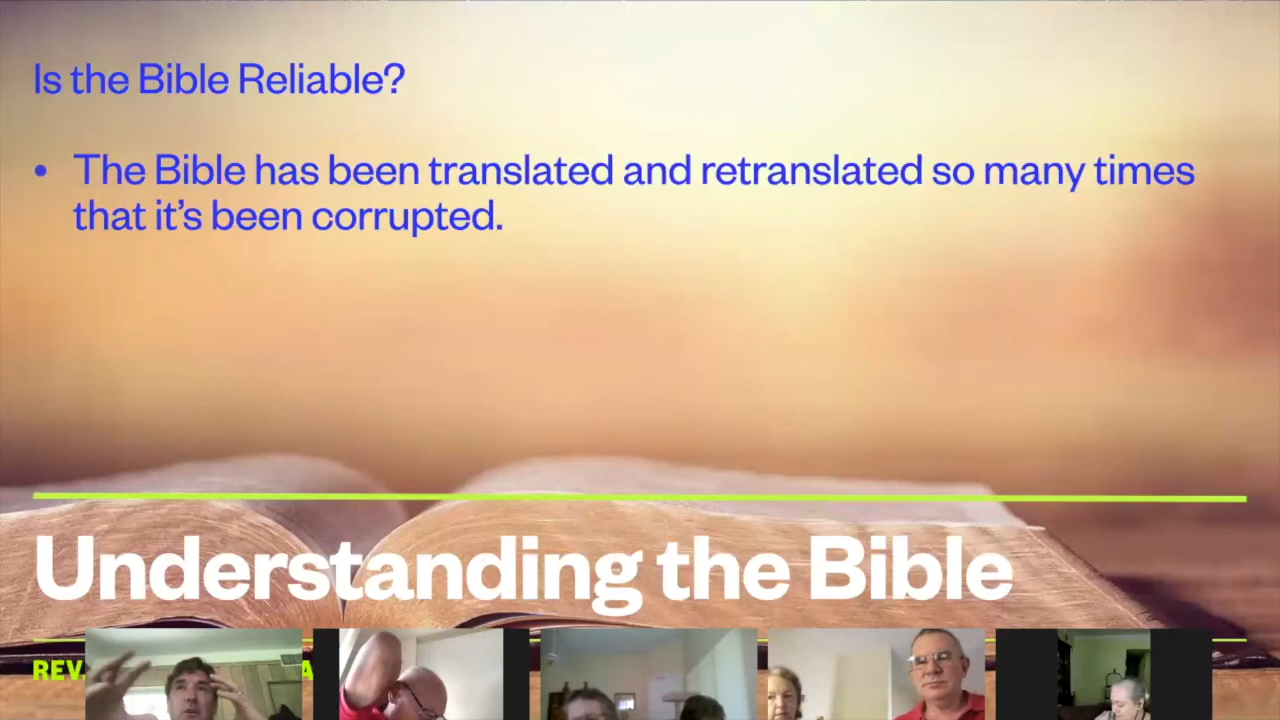 Is the Bible Reliable?
• The Bible has been translated and retranslated so many times
that it's been corrupted.
Understanding the Bible
REV.